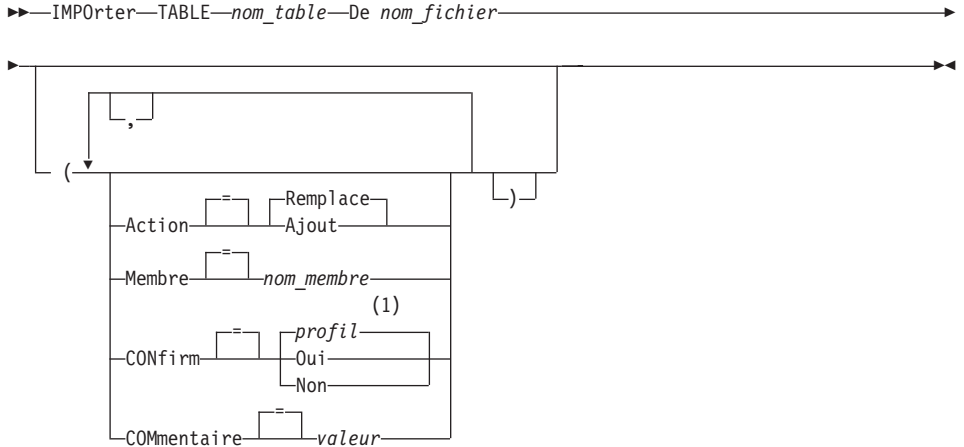 IMPOrter TABLE nom_table De nom_fichier
,
( )
= Remplace
Action Ajout
=
Membre nom_membre
(1)
= profil
CONfirm Oui
Non
=
COMmentaire valeur